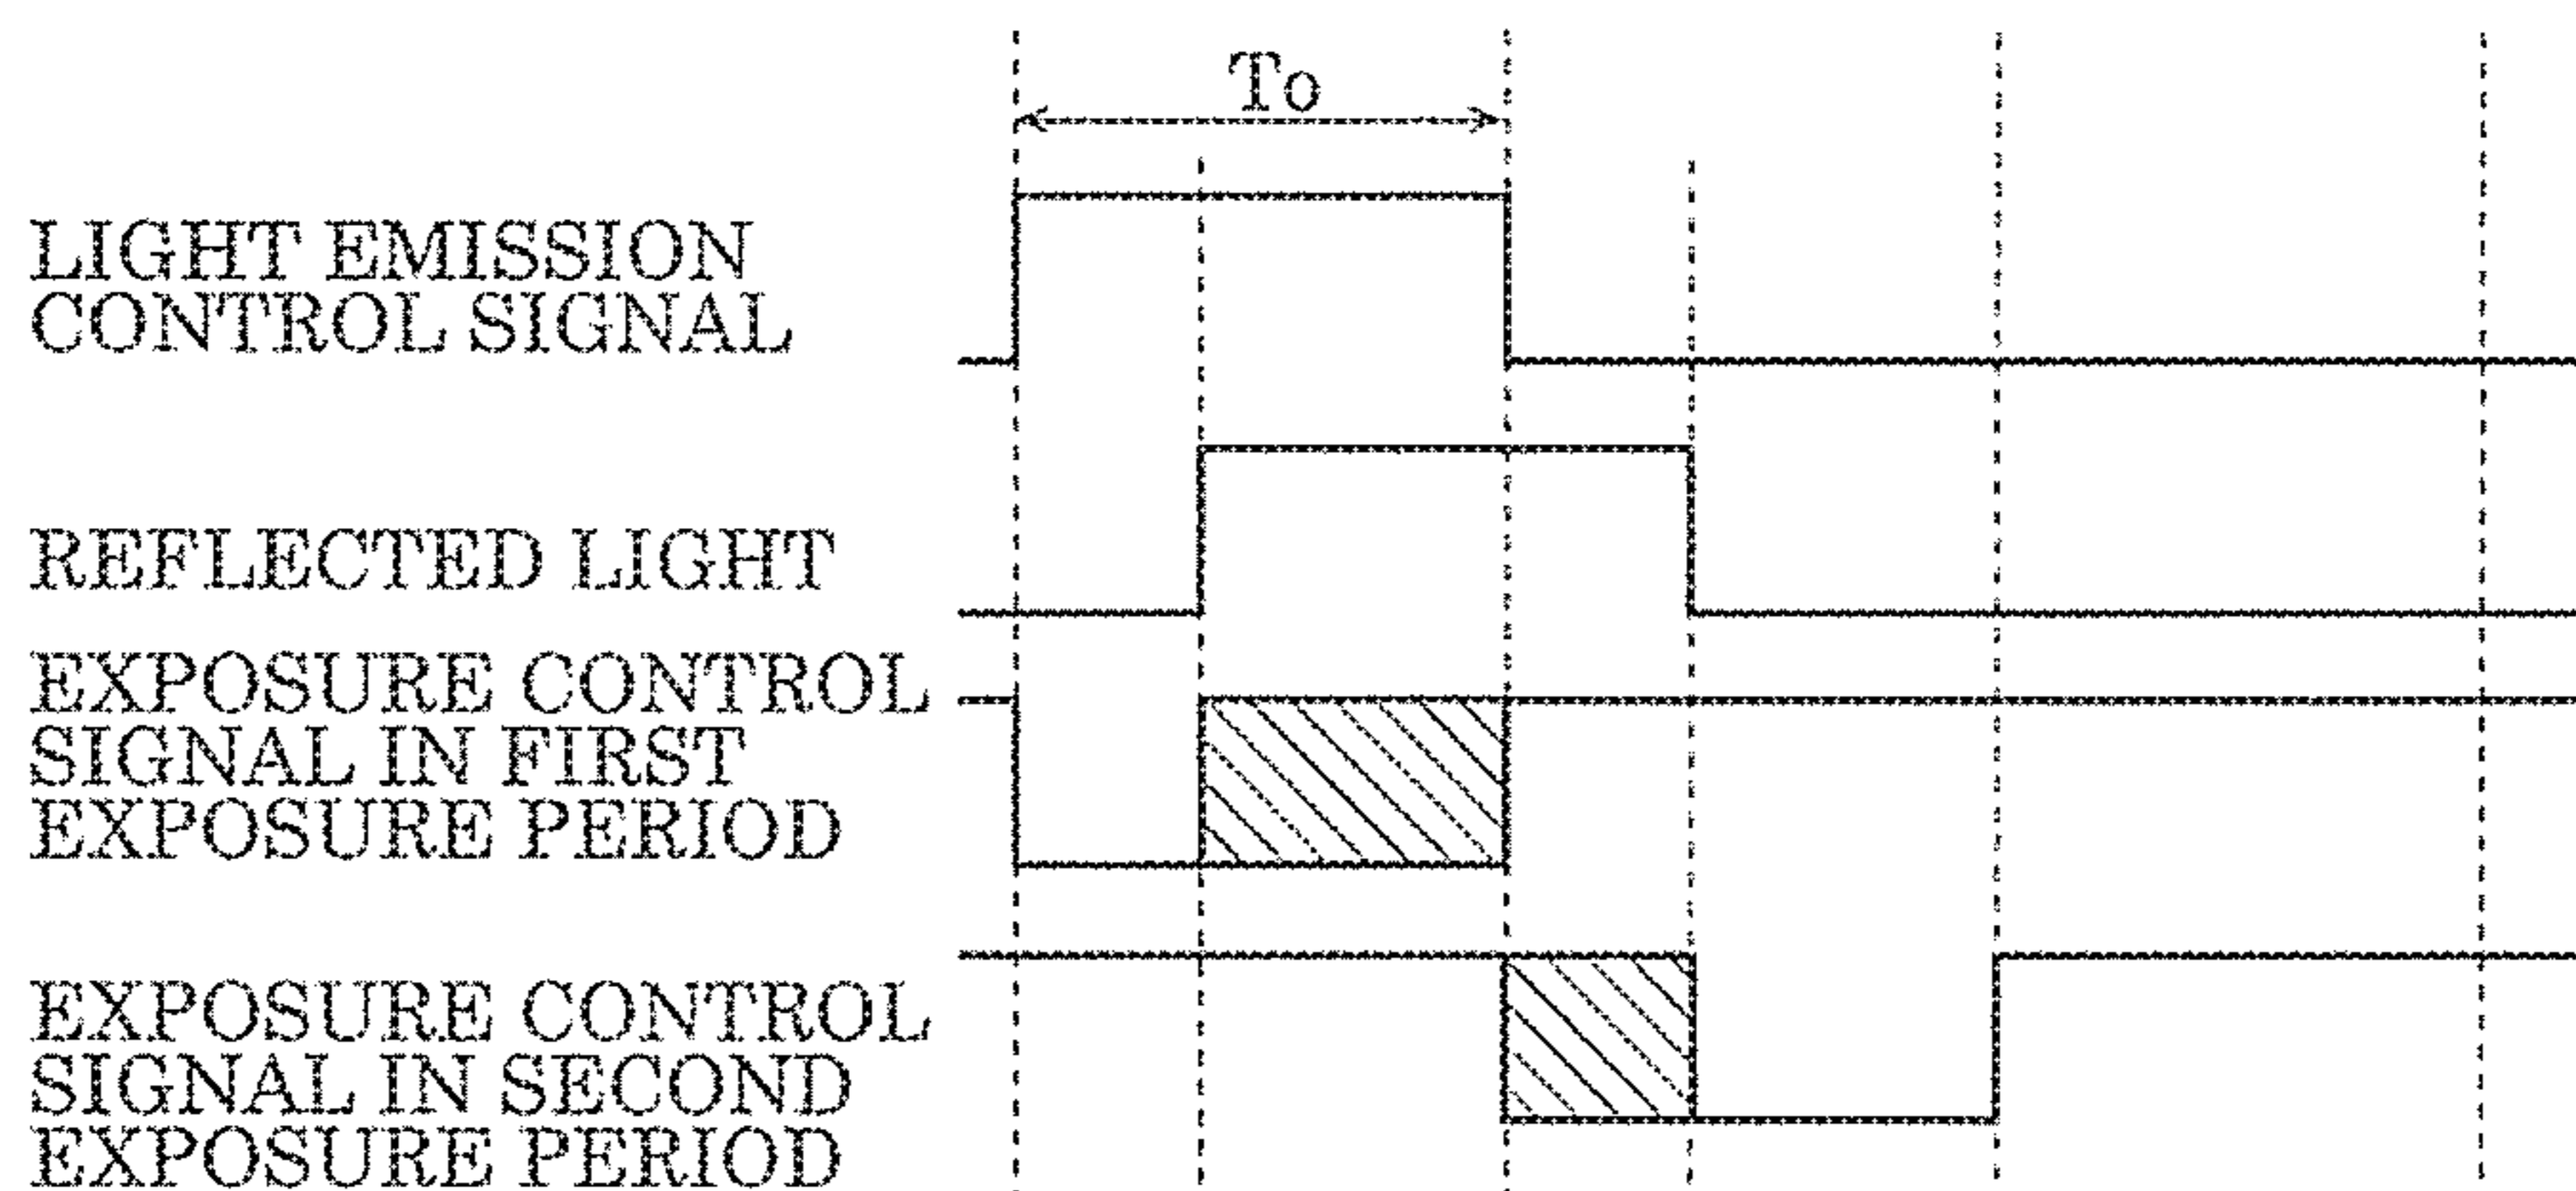 To
LIGHT EMISSION
CONTROL SIGNAL
REFLECTED LIGHT
EXPOSURE CONTROL
SIGNAL IN FIRST
EXPOSURE PERIOD
EXPOSURE CONTROL
SIGNAL IN SECOND
EXPOSURE PERIOD